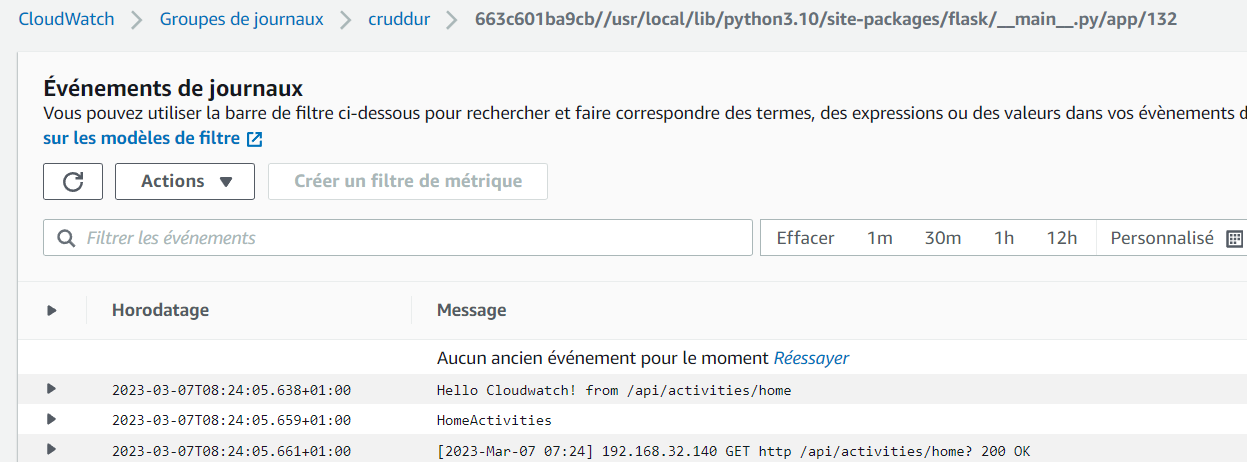 CloudWatch > Groupes de journaux > cruddur > 663c601ba9cb//usr/local/lib/python3.10/site-packages/flask/__main__.py/app/132
Événements de journaux
Vous pouvez utiliser la barre de filtre ci-dessous pour rechercher et faire correspondre des termes, des expressions ou des valeurs dans vos évènements d
sur les modèles de filtre
Actions Créer un filtre de métrique
Filtrer les événements Effacer 1m 30m 1h 12h Personnalisé
Horodatage Message
Aucun ancien événement pour le moment Réessayer
2023-03-07T08:24:05.638+01:00 Hello Cloudwatch! from /api/activities/home
2023-03-07T08:24:05.659+01:00 HomeActivities
2023-03-07T08:24:05.661+01:00 [2023-Mar-07 07:24] 192.168.32.140 GET http /api/activities/home? 200 OK